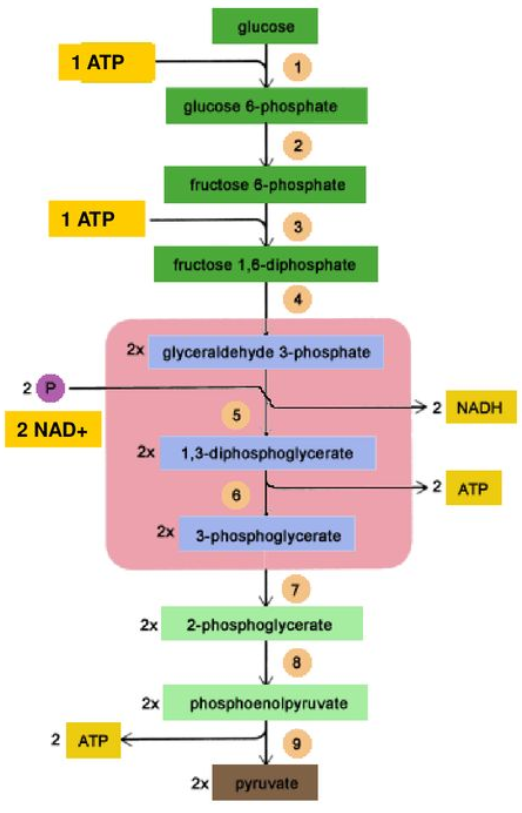 glucose
1 ATP
1
glucose 6-phosphate
2
fructose 6-phosphate
1 ATP
3
fructose 1,6-diphosphate
4
2x glyceraldehyde 3-phosphate
2 P
2 NADH
2 NAD+
5
2x 1,3-diphosphoglycerate
6
2 ATP
2x 3-phosphoglycerate
7
2x 2-phosphoglycerate
8
2x phosphoenolpyruvate
2 ATP
9
2x pyruvate